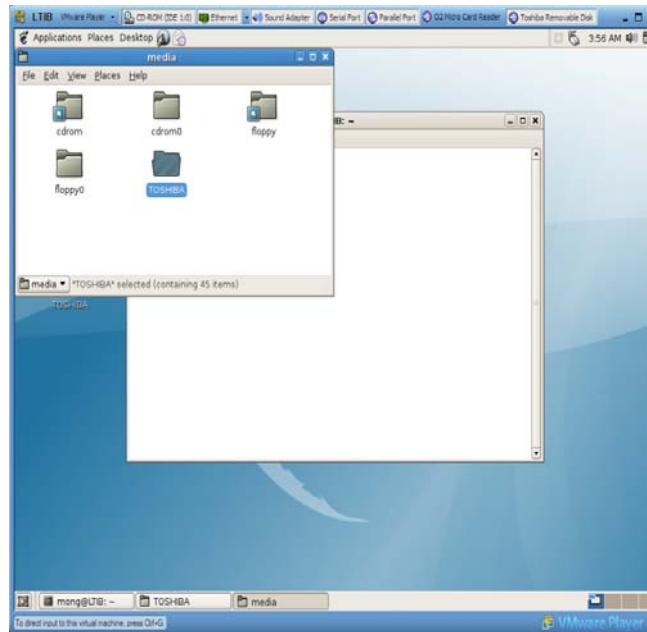 LTIB VMware Player CD-ROM (IDE 1:0) Ethernet Sound Adapter Serial Port Parallel Port O2Micro Card Reader Toshiba Removable Disk
Applications Places Desktop 3:56 AM
media
File Edit View Places Help
IB: ~
cdrom cdrom0 floppy
floppy0 TOSHIBA
media "TOSHIBA" selected (containing 45 items)
TOSHIBA
mong@LTIB: ~ TOSHIBA media
To direct input to this virtual machine, press Ctrl+G.
VMware Player